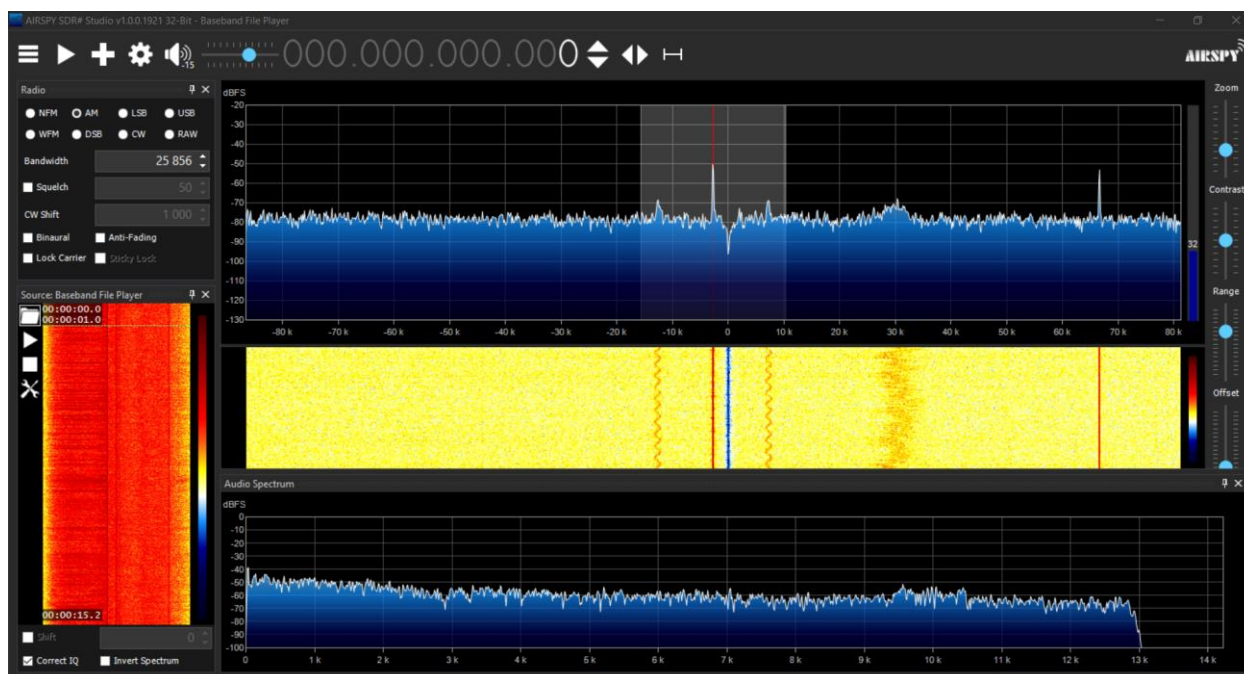 AIRSPY SDR# Studio v1.0.0.1921 32-Bit - Baseband File Player
-15
000.000.000.000
AIRSPY
Radio
NFM AM LSB USB
WFM DSB CW RAW
Bandwidth 25 856
Squelch 50
CW Shift 1 000
Binaural Anti-Fading
Lock Carrier Sticky Lock
Source: Baseband File Player
00:00:00.0
00:00:01.0
00:00:15.2
Shift 0
Correct IQ Invert Spectrum
dBFS
-20
-30
-40
-50
-60
-70
-80
-90
-100
-110
-120
-130
-80 k -70 k -60 k -50 k -40 k -30 k -20 k -10 k 0 10 k 20 k 30 k 40 k 50 k 60 k 70 k 80 k
32
Zoom
Contrast
Range
Offset
Audio Spectrum
dBFS
0
-10
-20
-30
-40
-50
-60
-70
-80
-90
-100
0 1 k 2 k 3 k 4 k 5 k 6 k 7 k 8 k 9 k 10 k 11 k 12 k 13 k 14 k